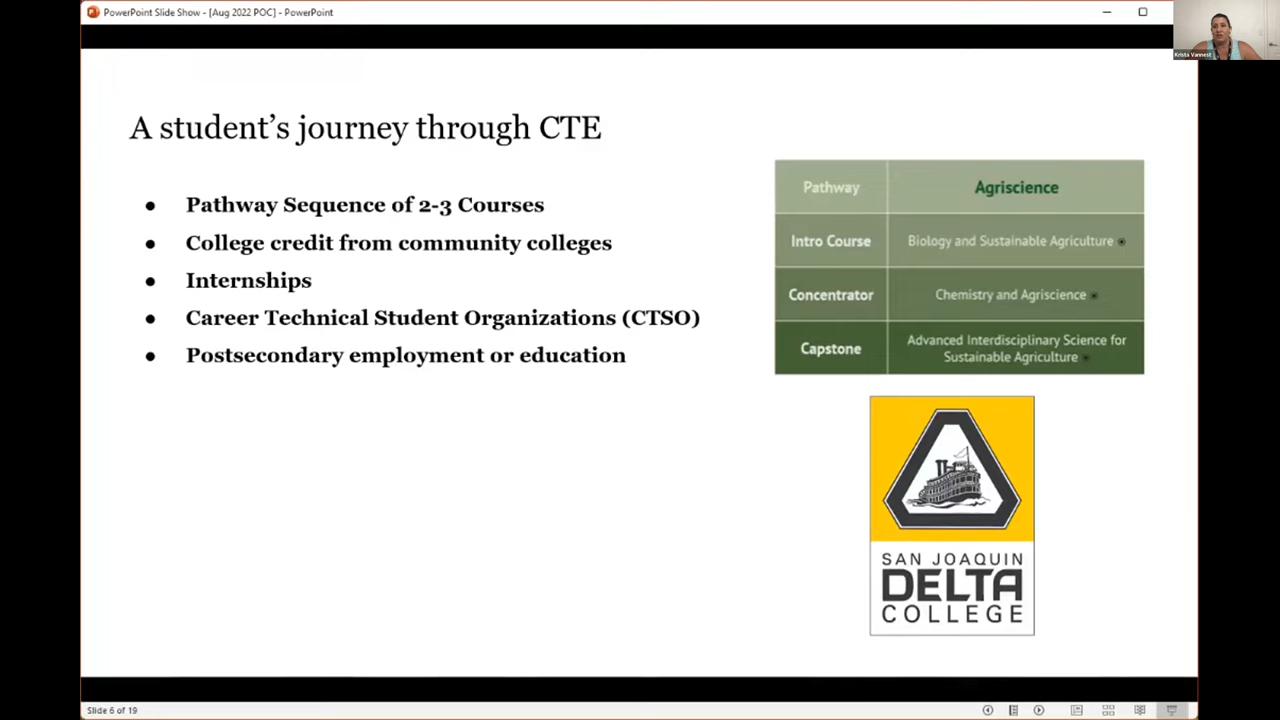 PowerPoint Slide Show - [Aug 2022 POC] - PowerPoint
Krista Vannest
A student's journey through CTE
● Pathway Sequence of 2-3 Courses
● College credit from community colleges
● Internships
● Career Technical Student Organizations (CTSO)
● Postsecondary employment or education
Pathway Agriscience
Intro Course Biology and Sustainable Agriculture
Concentrator Chemistry and Agriscience
Capstone Advanced Interdisciplinary Science for
Sustainable Agriculture
SAN JOAQUIN
DELTA
COLLEGE
Slide 6 of 19